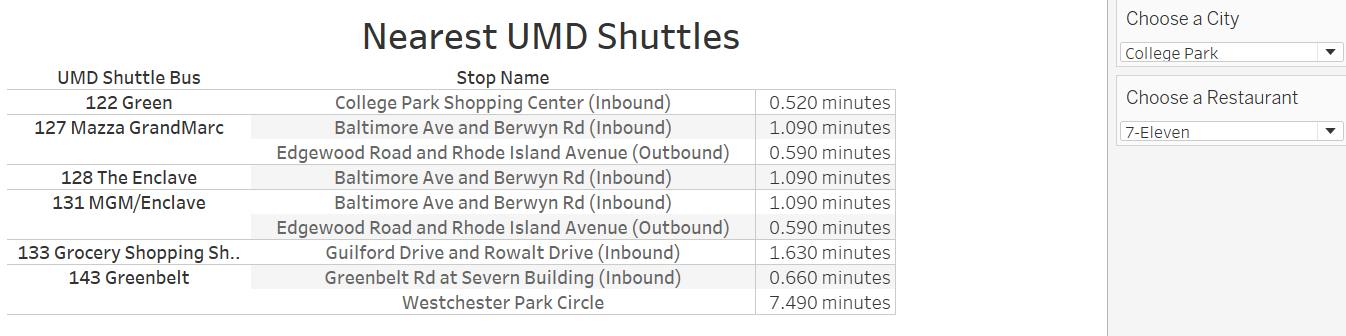 Nearest UMD Shuttles
UMD Shuttle Bus Stop Name
122 Green College Park Shopping Center (Inbound) 0.520 minutes
127 Mazza GrandMarc Baltimore Ave and Berwyn Rd (Inbound) 1.090 minutes
Edgewood Road and Rhode Island Avenue (Outbound) 0.590 minutes
128 The Enclave Baltimore Ave and Berwyn Rd (Inbound) 1.090 minutes
131 MGM/Enclave Baltimore Ave and Berwyn Rd (Inbound) 1.090 minutes
Edgewood Road and Rhode Island Avenue (Outbound) 0.590 minutes
133 Grocery Shopping Sh.. Guilford Drive and Rowalt Drive (Inbound) 1.630 minutes
143 Greenbelt Greenbelt Rd at Severn Building (Inbound) 0.660 minutes
Westchester Park Circle 7.490 minutes
Choose a City
College Park
Choose a Restaurant
7-Eleven